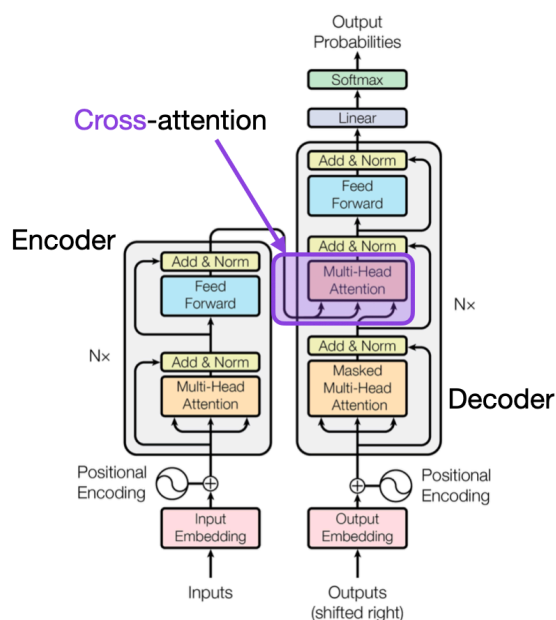 Output
Probabilities
Softmax
Cross-attention
Linear
Add & Norm
Feed
Forward
Add & Norm
Encoder
Add & Norm
Multi-Head
Attention
Feed
Forward
N×
N×
Add & Norm
Add & Norm
Multi-Head
Attention
Masked
Multi-Head
Attention
Decoder
Positional
Encoding
Positional
Encoding
Input
Embedding
Output
Embedding
Inputs
Outputs
(shifted right)